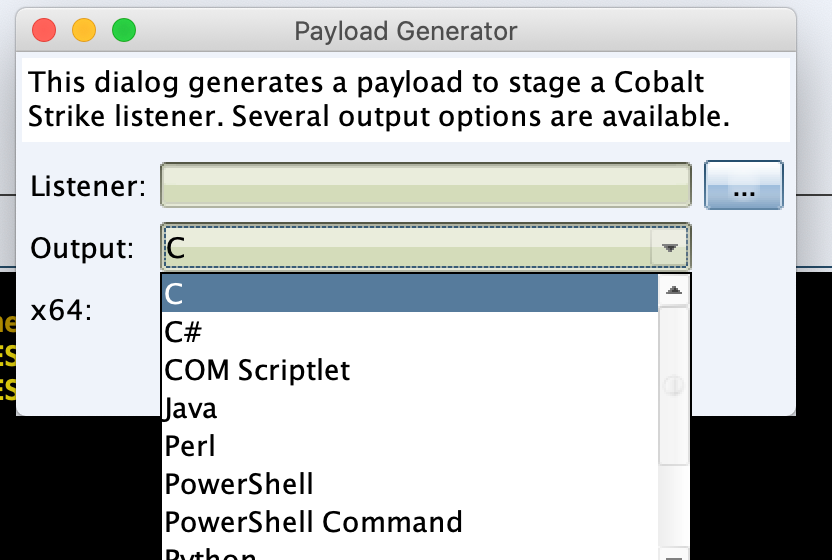 Payload Generator
This dialog generates a payload to stage a Cobalt
Strike listener. Several output options are available.
Listener:
...
Output:
C
C
x64:
C#
COM Scriptlet
Java
Perl
PowerShell
PowerShell Command
Python